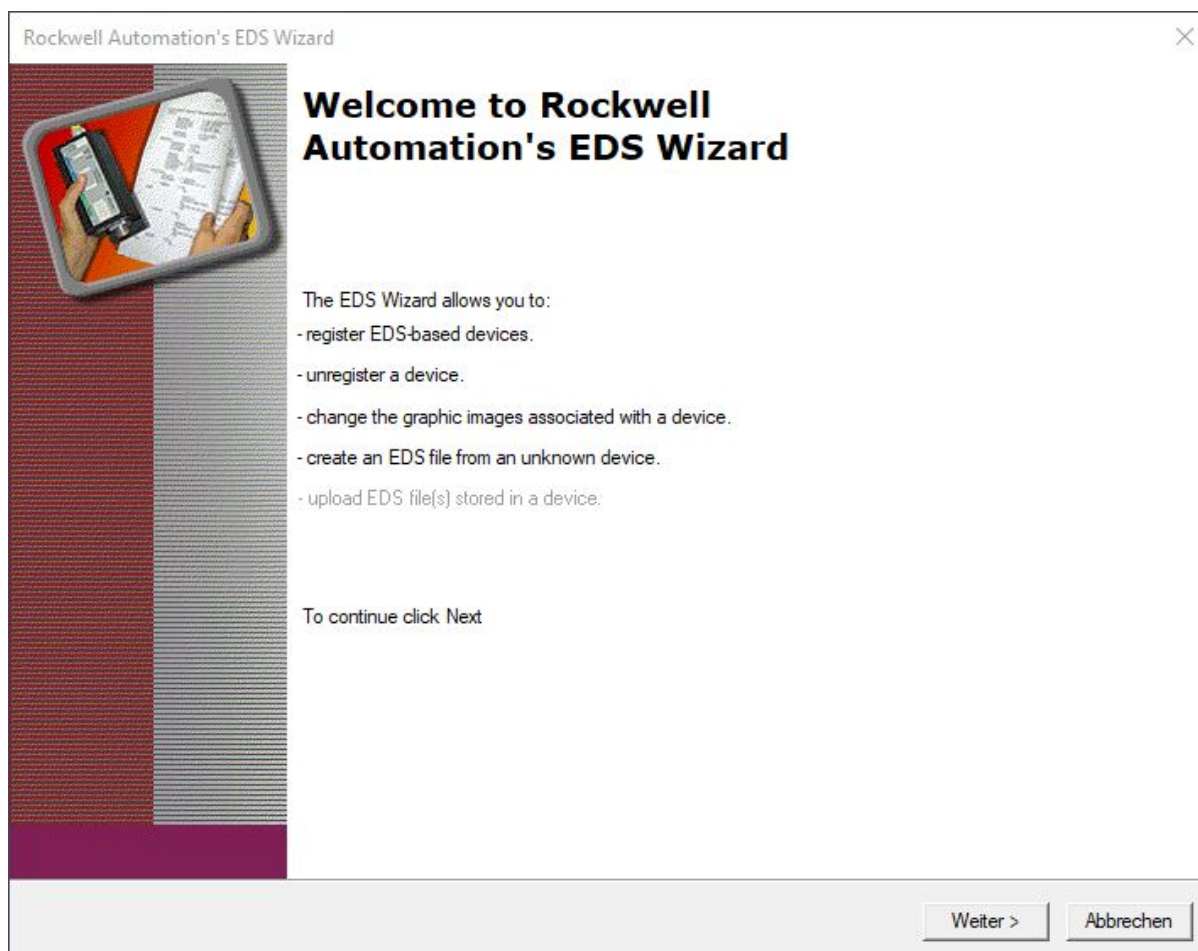 Rockwell Automation's EDS Wizard
Welcome to Rockwell
Automation's EDS Wizard
The EDS Wizard allows you to:
- register EDS-based devices.
- unregister a device.
- change the graphic images associated with a device.
- create an EDS file from an unknown device.
- upload EDS file(s) stored in a device.
To continue click Next
Weiter >
Abbrechen